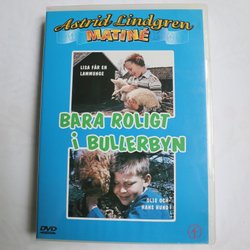 Astrid Lindgren
MATINÉ
LISA FÅR EN
LAMMUNGE
BARA ROLIGT
i BULLERBYN
OLLE OCH
HANS HUND
DVD